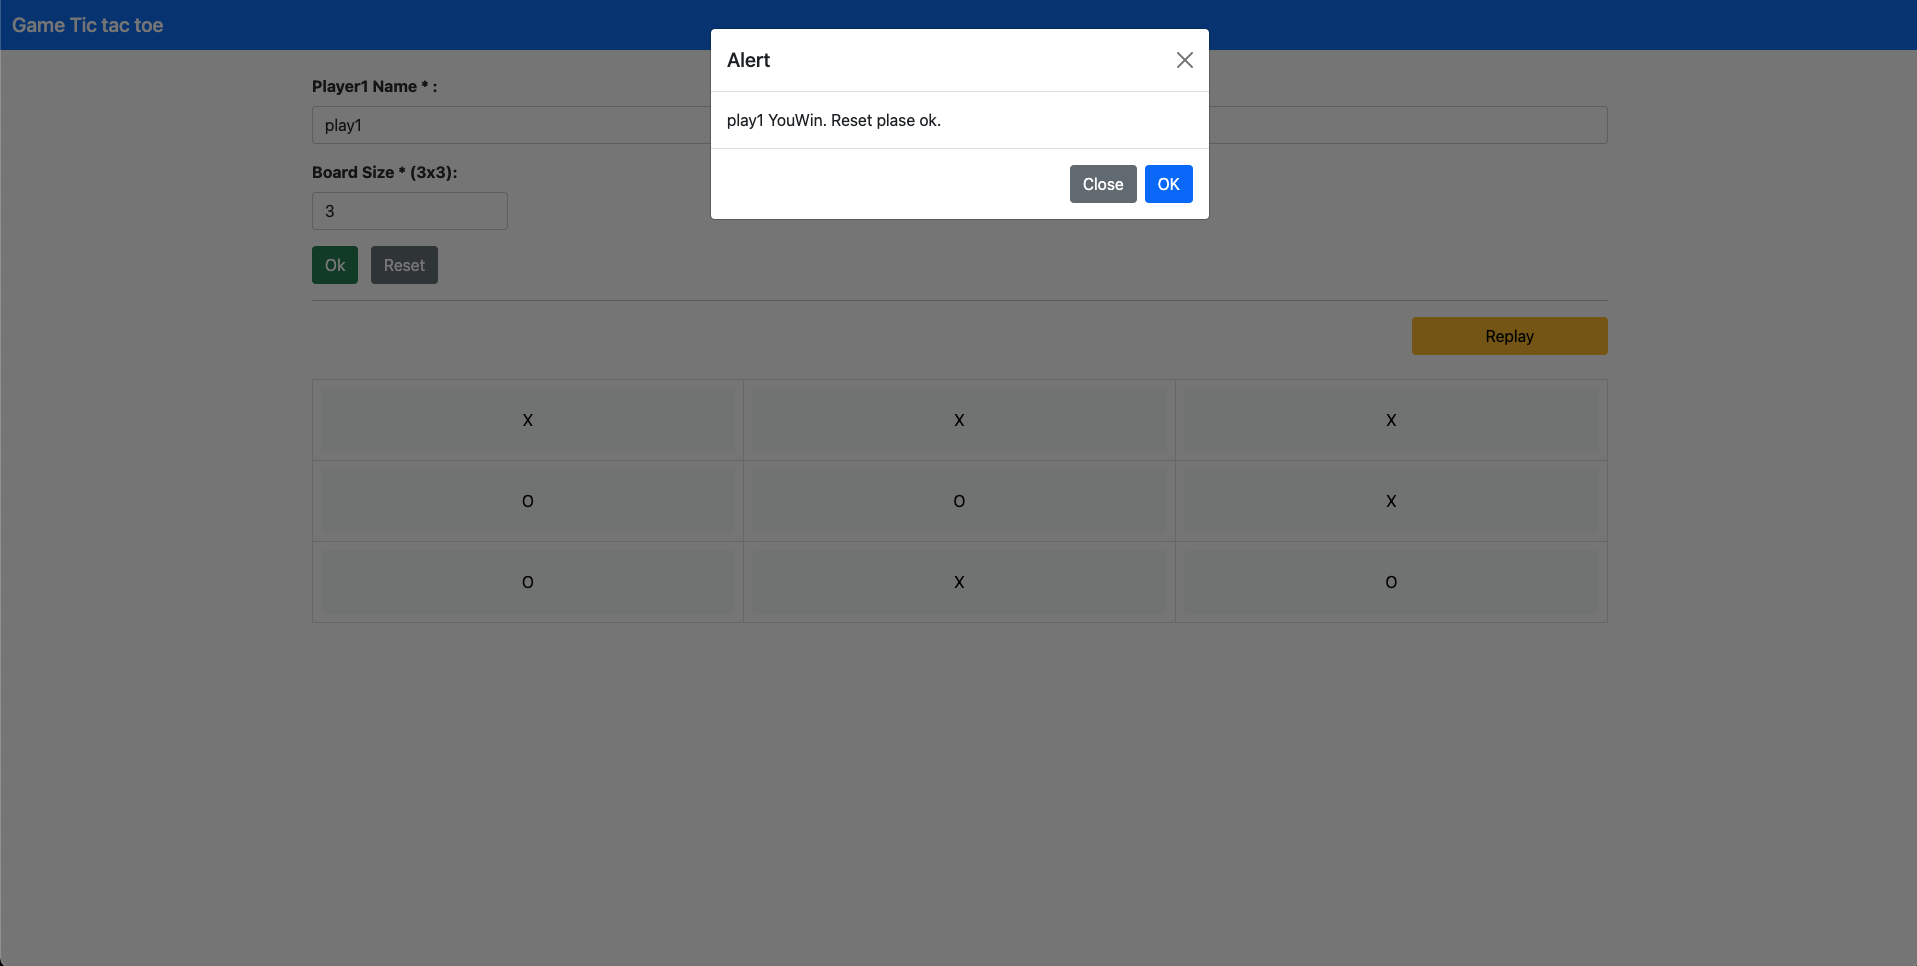 Game Tic tac toe
Alert
Player1 Name * :
play1
play1 YouWin. Reset plase ok.
Close OK
Board Size * (3x3):
3
Ok Reset
Replay
X X X
O O X
O X O